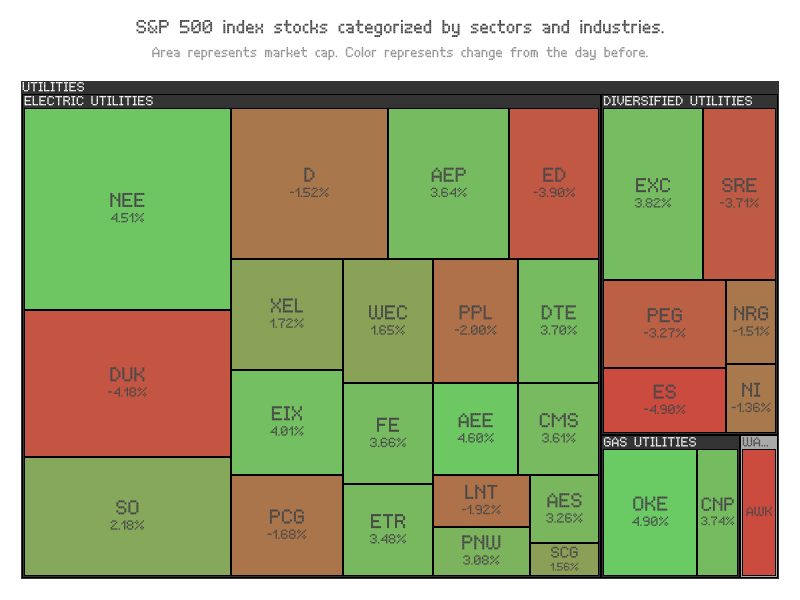 S&P 500 index stocks categorized by sectors and industries.
Area represents market cap. Color represents change from the day before.
UTILITIES
ELECTRIC UTILITIES
NEE
4.51%
DUK
-4.18%
SO
2.18%
D
-1.52%
AEP
3.64%
ED
-3.90%
XEL
1.72%
WEC
1.65%
PPL
-2.00%
DTE
3.70%
EIX
4.01%
FE
3.66%
AEE
4.60%
CMS
3.61%
PCG
-1.68%
ETR
3.48%
LNT
-1.92%
PNW
3.08%
AES
3.26%
SCG
1.56%
DIVERSIFIED UTILITIES
EXC
3.82%
SRE
-3.71%
PEG
-3.27%
NRG
-1.51%
ES
-4.90%
NI
-1.36%
GAS UTILITIES
OKE
4.90%
CNP
3.74%
WA...
AWK